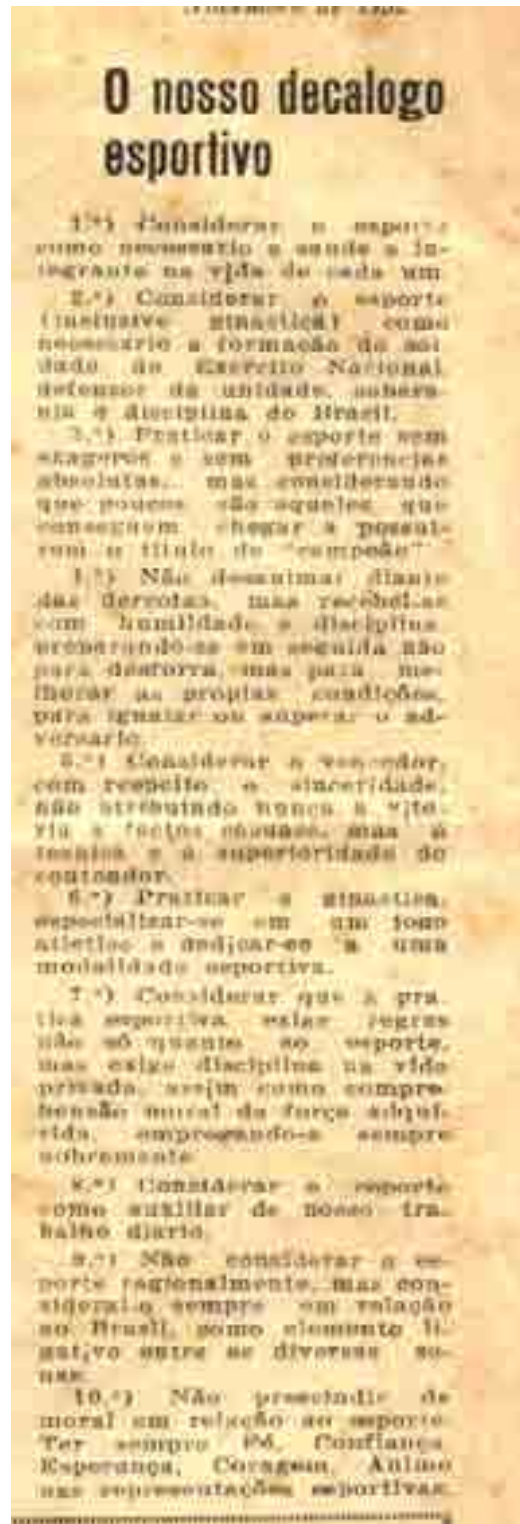 O nosso decalogo
esportivo
1.º) Considerar o esporte
como necessario a saude e in-
tegrante na vida de cada um
2.º) Considerar o esporte
(inclusive ginastica) como
necessario a formação do sol-
dado do Exercito Nacional
defensor da unidade, sobera-
nia e disciplina do Brasil.
3.º) Praticar o esporte sem
exageros e sem preferencias
absolutas, mas considerando
que poucos são aqueles que
conseguem chegar a possui-
rem o titulo de "campeão"
4.º) Não desanimar diante
das derrotas, mas recebel-as
com humildade e disciplina
preparando-se em seguida não
para desforra, mas para me-
lhorar as propias condições,
para igualar ou superar o ad-
versario.
5.º) Considerar o vencedor,
com respeito e sinceridade,
não atribuindo nunca a vito-
ria a factos mas a
tecnica e a superioridade do
contendor.
6.º) Praticar a ginastica,
especializar-se em um jogo
atletico e dedicar-se a uma
modalidade esportiva.
7.º) Considerar que a pra-
tica esportiva exige regras
não só quanto ao esporte,
mas exige disciplina na vida
privada, assim como compre-
hensão moral da força adqui-
rida, empregando-a sempre
nobremente
8.º) Considerar o esporte
como auxiliar de nosso tra-
balho diario.
9.º) Não considerar o es-
porte regionalmente, mas con-
sideral-o sempre em relação
ao Brasil, como elemento li-
gativo entre as diversas zo-
nas.
10.º) Não prescindir de
moral em relação ao esporte.
Ter sempre Fé, Confiança
Esperança, Coragem, Animo
nas representações esportivas.